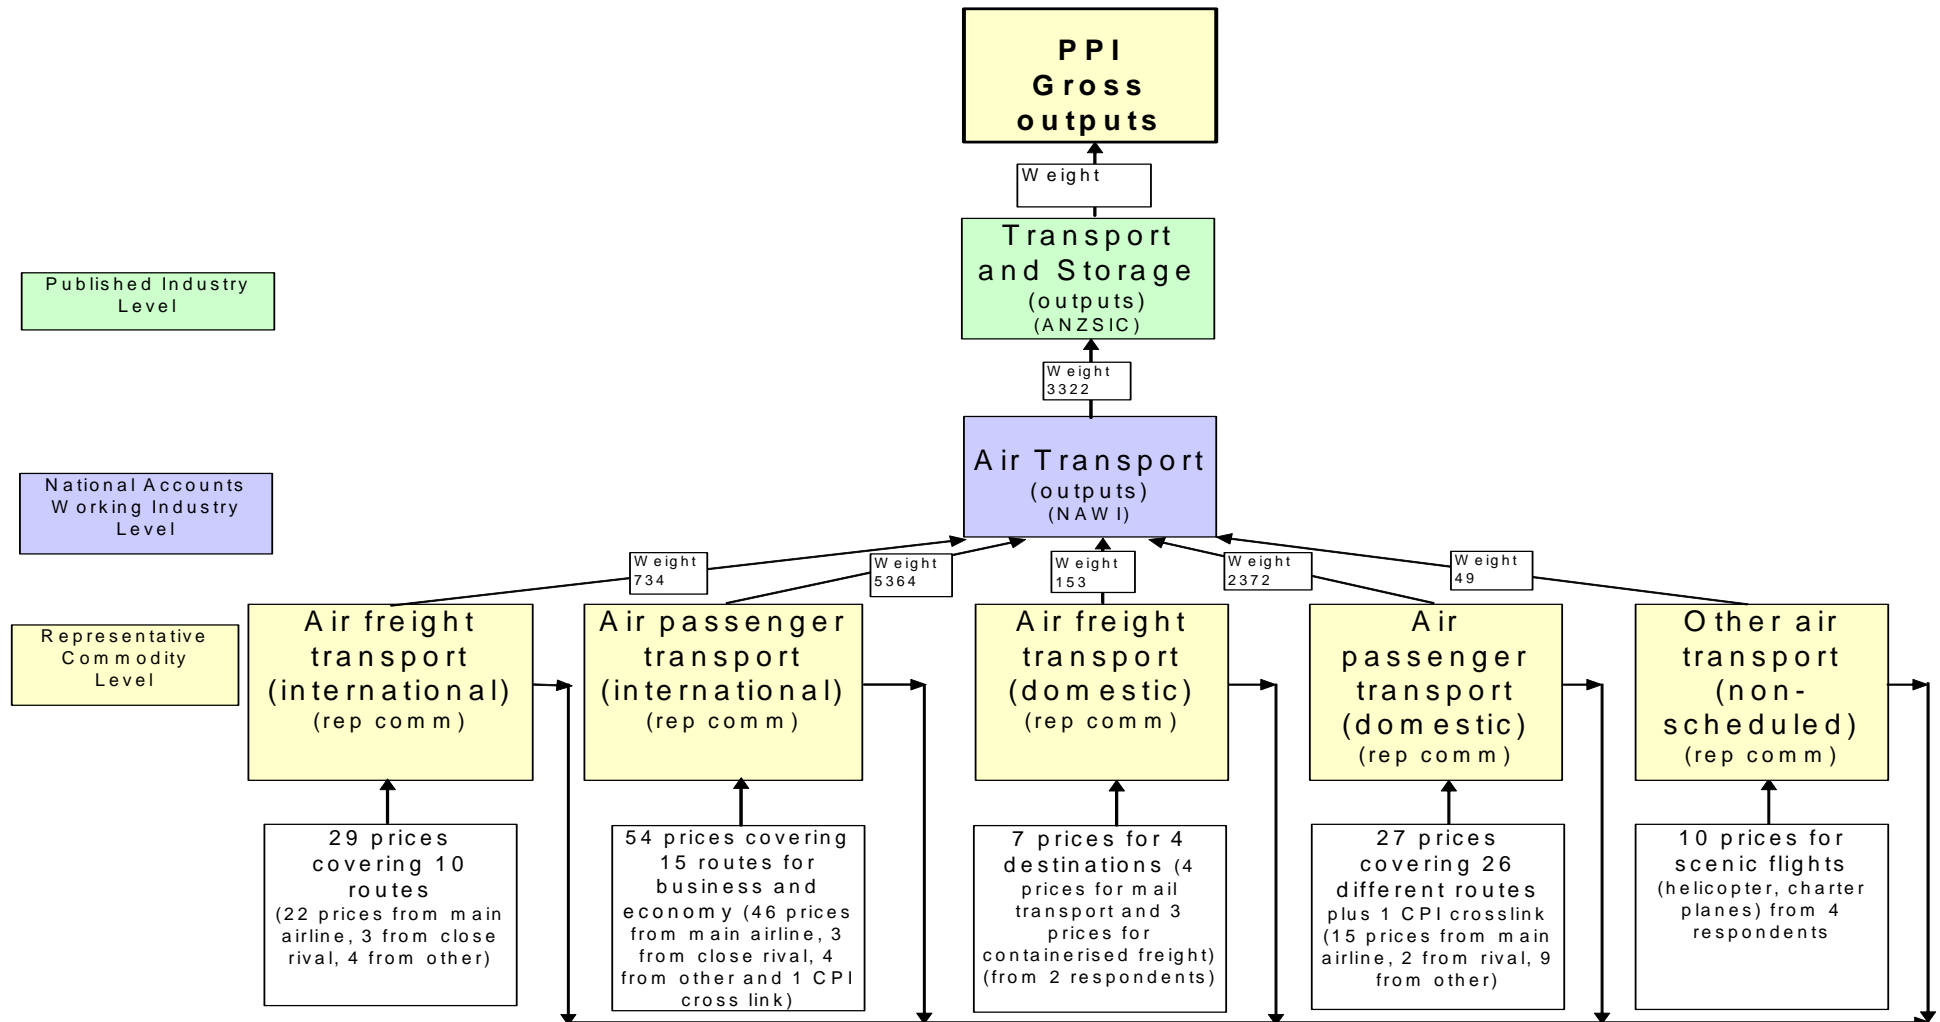 PPI
Gross
outputs
Weight
Transport
and Storage
(outputs)
(ANZSIC)
Published Industry
Level
Weight
3322
Air Transport
(outputs)
(NAWI)
National Accounts
Working Industry
Level
Weight
734
Weight
5364
Weight
153
Weight
2372
Weight
49
Representative
Commodity
Level
Air freight
transport
(international)
(rep comm)
Air passenger
transport
(international)
(rep comm)
Air freight
transport
(domestic)
(rep comm)
Air
passenger
transport
(domestic)
(rep comm)
Other air
transport
(non-
scheduled)
(rep comm)
29 prices
covering 10
routes
(22 prices from main
airline, 3 from close
rival, 4 from other)
54 prices covering
15 routes for
business and
economy (46 prices
from main airline, 3
from close rival, 4
from other and 1 CPI
cross link)
7 prices for 4
destinations (4
prices for mail
transport and 3
prices for
containerised freight)
(from 2 respondents)
27 prices
covering 26
different routes
plus 1 CPI crosslink
(15 prices from main
airline, 2 from rival, 9
from other)
10 prices for
scenic flights
(helicopter, charter
planes) from 4
respondents